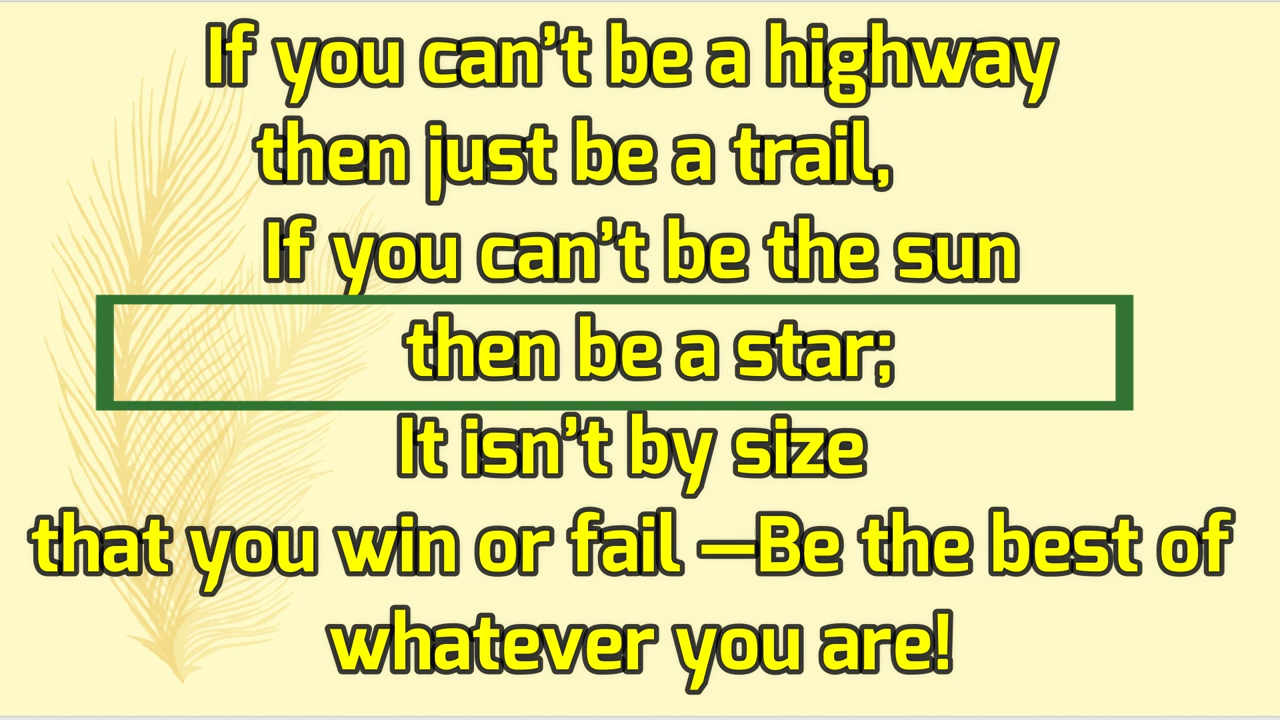 If you can’t be a highway
then just be a trail,
If you can’t be the sun
then be a star;
It isn’t by size
that you win or fail —Be the best of
whatever you are!